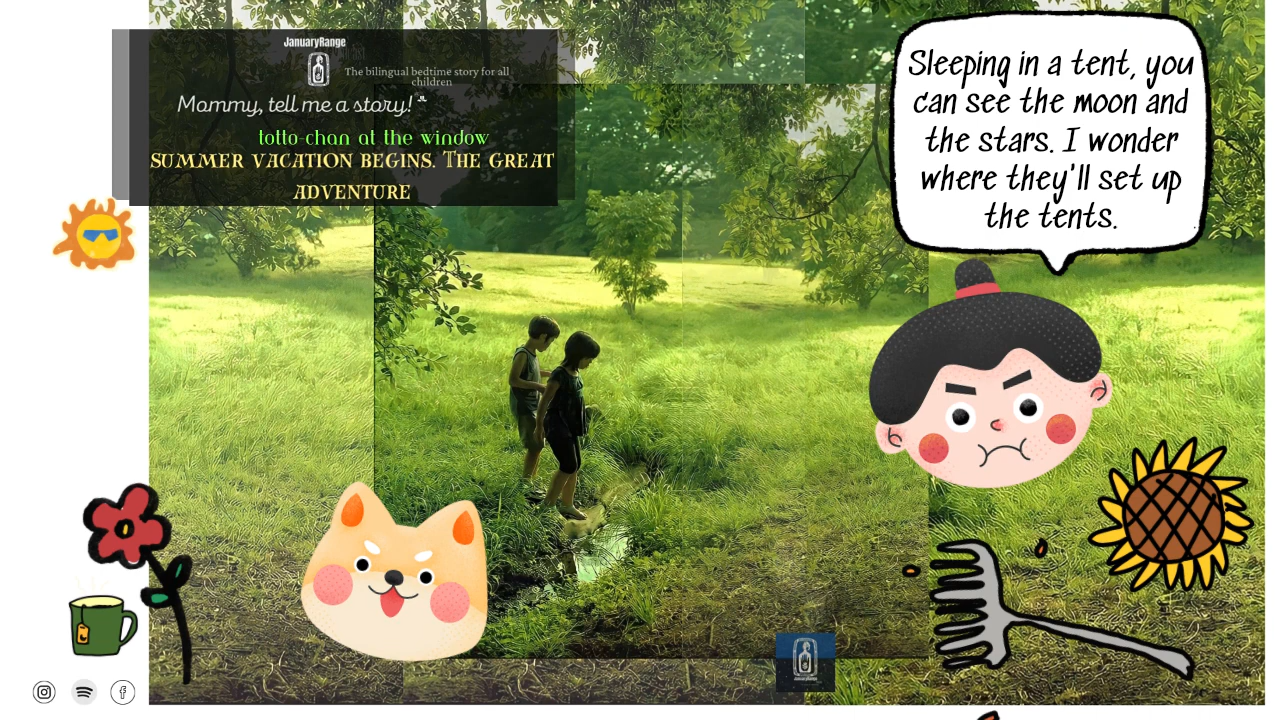 JanuaryRange
The bilingual bedtime story for all
children
Mommy, tell me a story!
totto-chan at the window
SUMMER VACATION BEGINS. THE GREAT
ADVENTURE
Sleeping in a tent, you
can see the moon and
the stars. I wonder
where they'll set up
the tents.
JanuaryRange